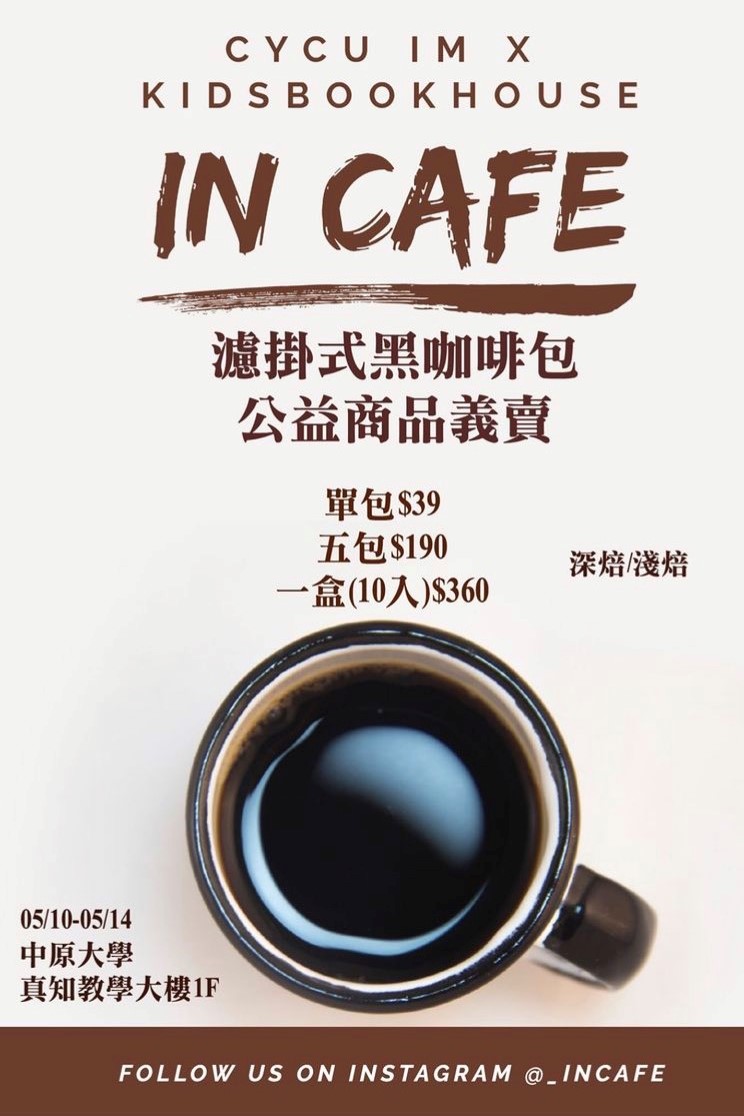 CYCU IM X
KIDSBOOKHOUSE
IN CAFE
濾掛式黑咖啡包
公益商品義賣
單包$39
五包$190
一盒(10入)$360
深焙/淺焙
05/10-05/14
中原大學
真知教學大樓1F
FOLLOW US ON INSTAGRAM @_INCAFE